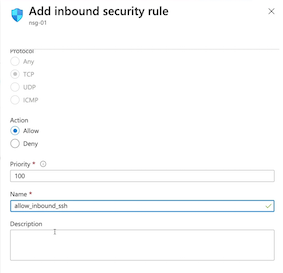 Add inbound security rule
nsg-01
Protocol
Any
TCP
UDP
ICMP
Action
Allow
Deny
Priority *
100
Name *
allow_inbound_ssh
Description